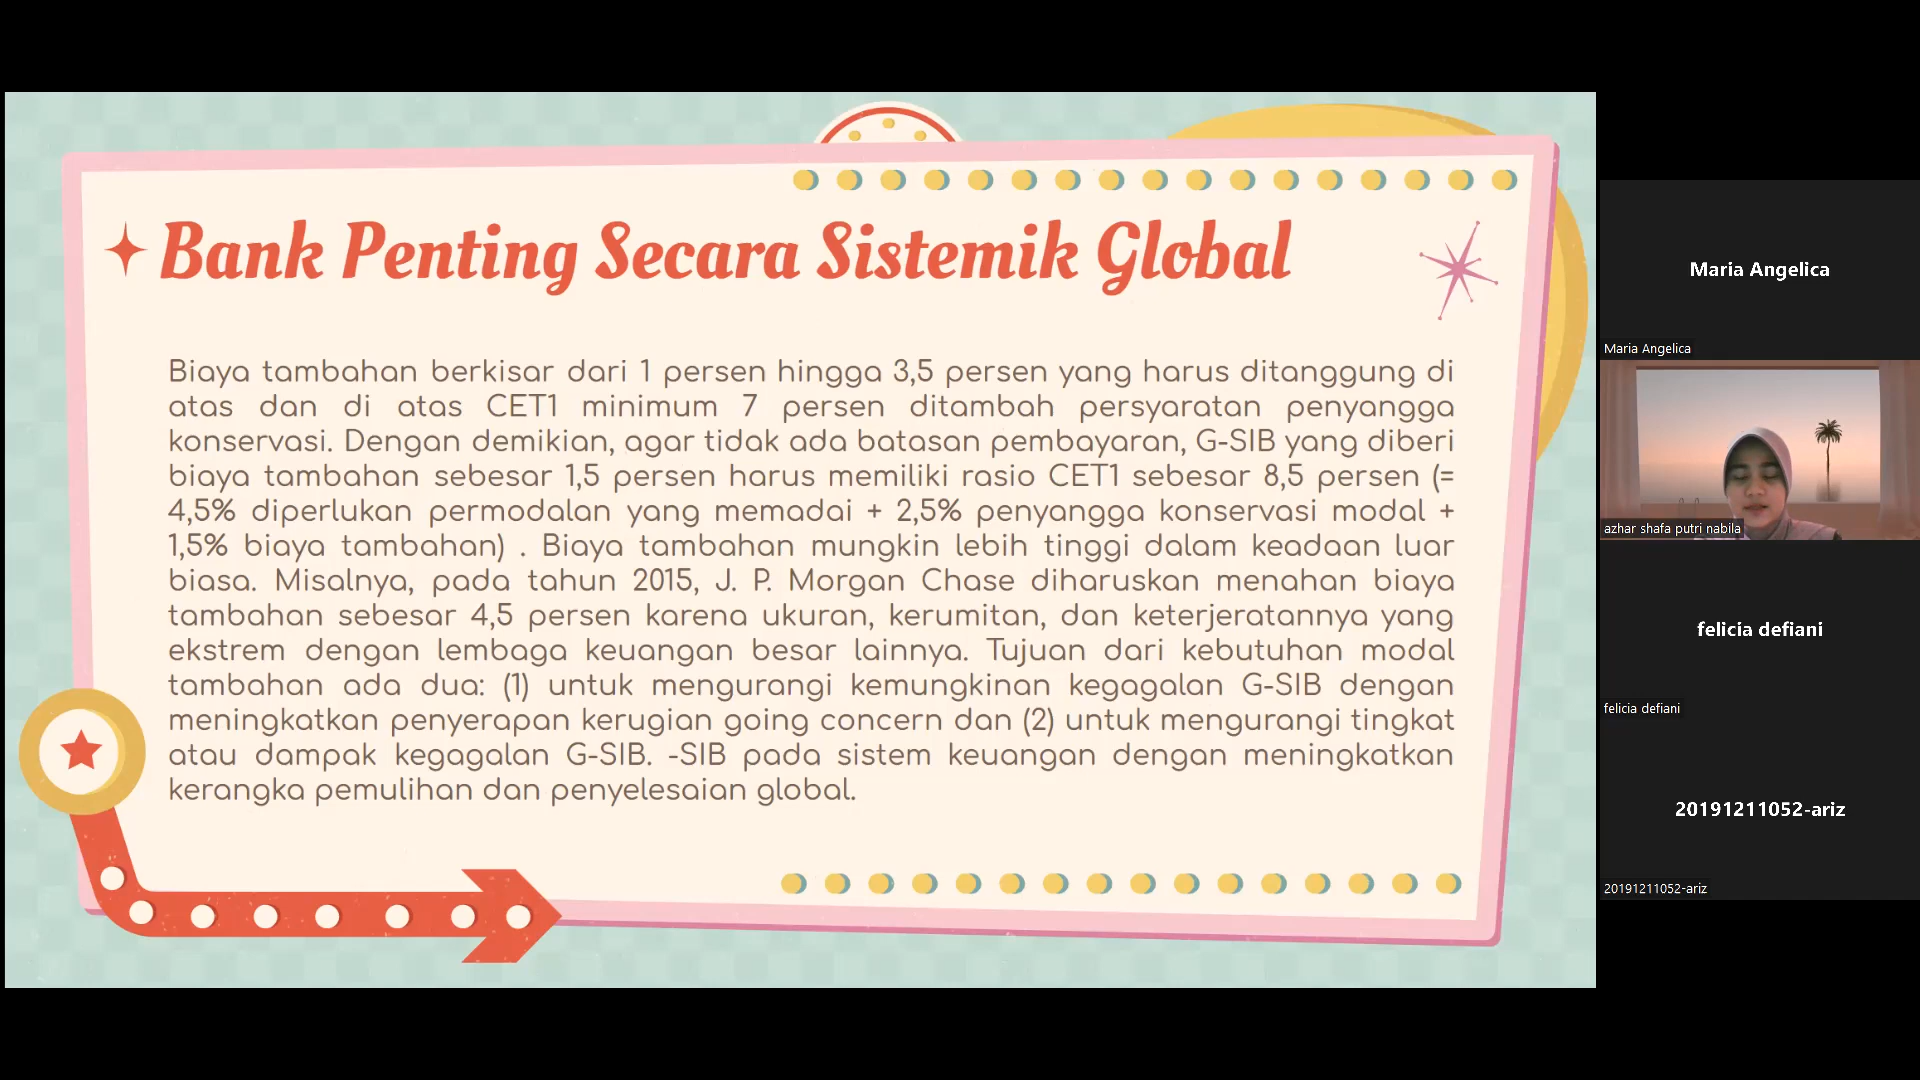 Bank Penting Secara Sistemik Global
Biaya tambahan berkisar dari 1 persen hingga 3,5 persen yang harus ditanggung di
atas dan di atas CET1 minimum 7 persen ditambah persyaratan penyangga
konservasi. Dengan demikian, agar tidak ada batasan pembayaran, G-SIB yang diberi
biaya tambahan sebesar 1,5 persen harus memiliki rasio CET1 sebesar 8,5 persen (=
4,5% diperlukan permodalan yang memadai + 2,5% penyangga konservasi modal +
1,5% biaya tambahan) . Biaya tambahan mungkin lebih tinggi dalam keadaan luar
biasa. Misalnya, pada tahun 2015, J. P. Morgan Chase diharuskan menahan biaya
tambahan sebesar 4,5 persen karena ukuran, kerumitan, dan keterjeratannya yang
ekstrem dengan lembaga keuangan besar lainnya. Tujuan dari kebutuhan modal
tambahan ada dua: (1) untuk mengurangi kemungkinan kegagalan G-SIB dengan
meningkatkan penyerapan kerugian going concern dan (2) untuk mengurangi tingkat
atau dampak kegagalan G-SIB. -SIB pada sistem keuangan dengan meningkatkan
kerangka pemulihan dan penyelesaian global.
Maria Angelica
Maria Angelica
azhar shafa putri nabila
felicia defiani
felicia defiani
20191211052-ariz
20191211052-ariz